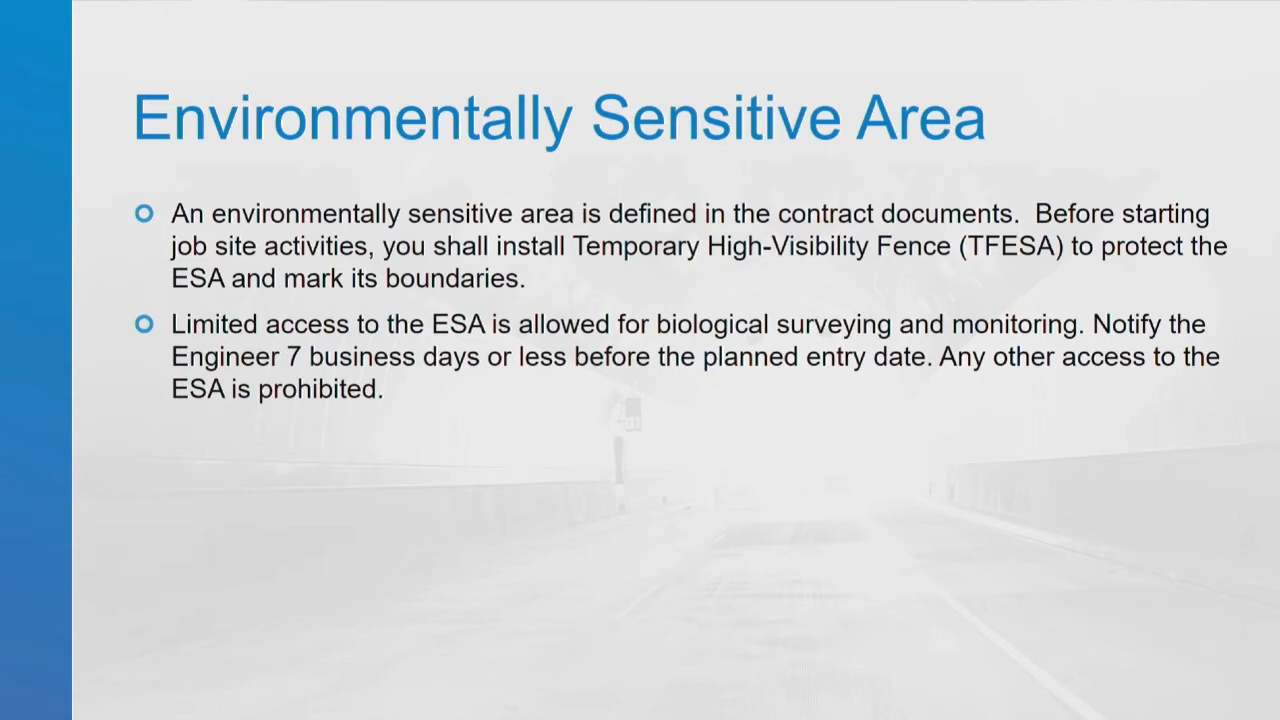 Environmentally Sensitive Area
An environmentally sensitive area is defined in the contract documents.  Before starting
job site activities, you shall install Temporary High-Visibility Fence (TFESA) to protect the
ESA and mark its boundaries.
Limited access to the ESA is allowed for biological surveying and monitoring. Notify the
Engineer 7 business days or less before the planned entry date. Any other access to the
ESA is prohibited.